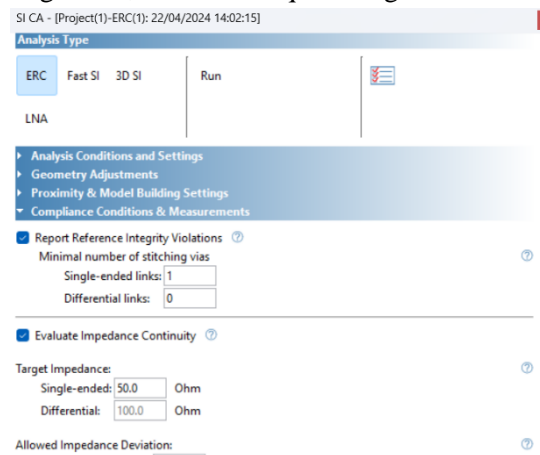 SI CA - [Project(1)-ERC(1): 22/04/2024 14:02:15]
Analysis Type
ERC Fast SI 3D SI Run
LNA
Analysis Conditions and Settings
Geometry Adjustments
Proximity & Model Building Settings
Compliance Conditions & Measurements
Report Reference Integrity Violations ?
Minimal number of stitching vias ?
Single-ended links: 1
Differential links: 0
Evaluate Impedance Continuity ?
Target Impedance: ?
Single-ended: 50.0 Ohm
Differential: 100.0 Ohm
Allowed Impedance Deviation: ?